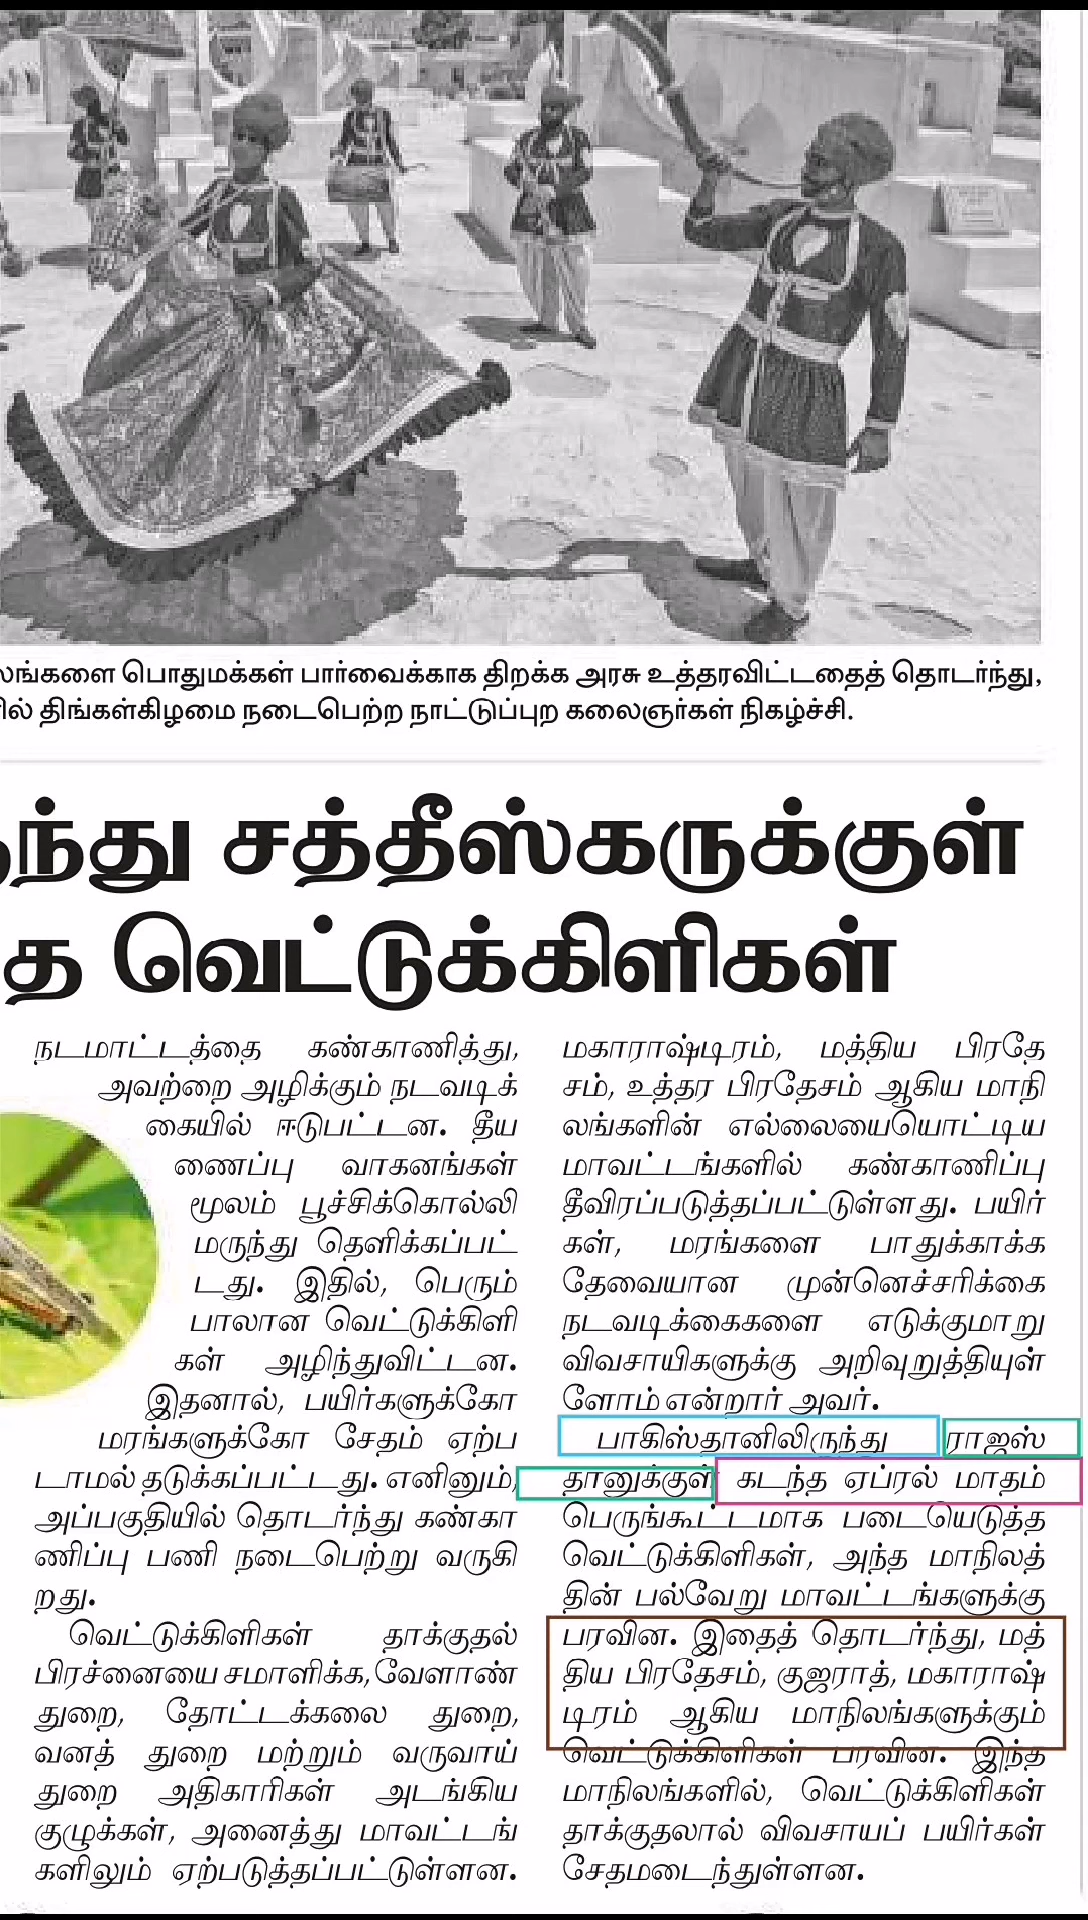 பொதுமக்கள் பார்வைக்காக திறக்க அரசு உத்தரவிட்டதைத் தொடர்ந்து,
திங்கள்கிழமை நடைபெற்ற நாட்டுப்புற கலைஞர்கள் நிகழ்ச்சி.
சத்தீஸ்கருக்குள்
வெட்டுக்கிளிகள்
நடமாட்டத்தை கண்காணித்து,
அவற்றை அழிக்கும் நடவடிக்
கையில் ஈடுபட்டன. தீய
ணைப்பு வாகனங்கள்
மூலம் பூச்சிக்கொல்லி
மருந்து தெளிக்கப்பட்
டது. இதில், பெரும்
பாலான வெட்டுக்கிளி
கள் அழிந்துவிட்டன.
இதனால், பயிர்களுக்கோ
மரங்களுக்கோ சேதம் ஏற்ப
டாமல் தடுக்கப்பட்டது. எனினும்,
அப்பகுதியில் தொடர்ந்து கண்கா
ணிப்பு பணி நடைபெற்று வருகி
றது.
வெட்டுக்கிளிகள் தாக்குதல்
பிரச்னையை சமாளிக்க, வேளாண்
துறை, தோட்டக்கலை துறை,
வனத் துறை மற்றும் வருவாய்
துறை அதிகாரிகள் அடங்கிய
குழுக்கள், அனைத்து மாவட்டங்
களிலும் ஏற்படுத்தப்பட்டுள்ளன.
மகாராஷ்டிரம், மத்திய பிரதே
சம், உத்தர பிரதேசம் ஆகிய மாநி
லங்களின் எல்லையையொட்டிய
மாவட்டங்களில் கண்காணிப்பு
தீவிரப்படுத்தப்பட்டுள்ளது. பயிர்
கள், மரங்களை பாதுக்காக்க
தேவையான முன்னெச்சரிக்கை
நடவடிக்கைகளை எடுக்குமாறு
விவசாயிகளுக்கு அறிவுறுத்தியுள்
ளோம் என்றார் அவர்.
பாகிஸ்தானிலிருந்து ராஜஸ்
தானுக்குள் கடந்த ஏப்ரல் மாதம்
பெருங்கூட்டமாக படையெடுத்த
வெட்டுக்கிளிகள், அந்த மாநிலத்
தின் பல்வேறு மாவட்டங்களுக்கு
பரவின. இதைத் தொடர்ந்து, மத்
திய பிரதேசம், குஜராத், மகாராஷ்
டிரம் ஆகிய மாநிலங்களுக்கும்
வெட்டுக்கிளிகள் பரவின. இந்த
மாநிலங்களில், வெட்டுக்கிளிகள்
தாக்குதலால் விவசாயப் பயிர்கள்
சேதமடைந்துள்ளன.